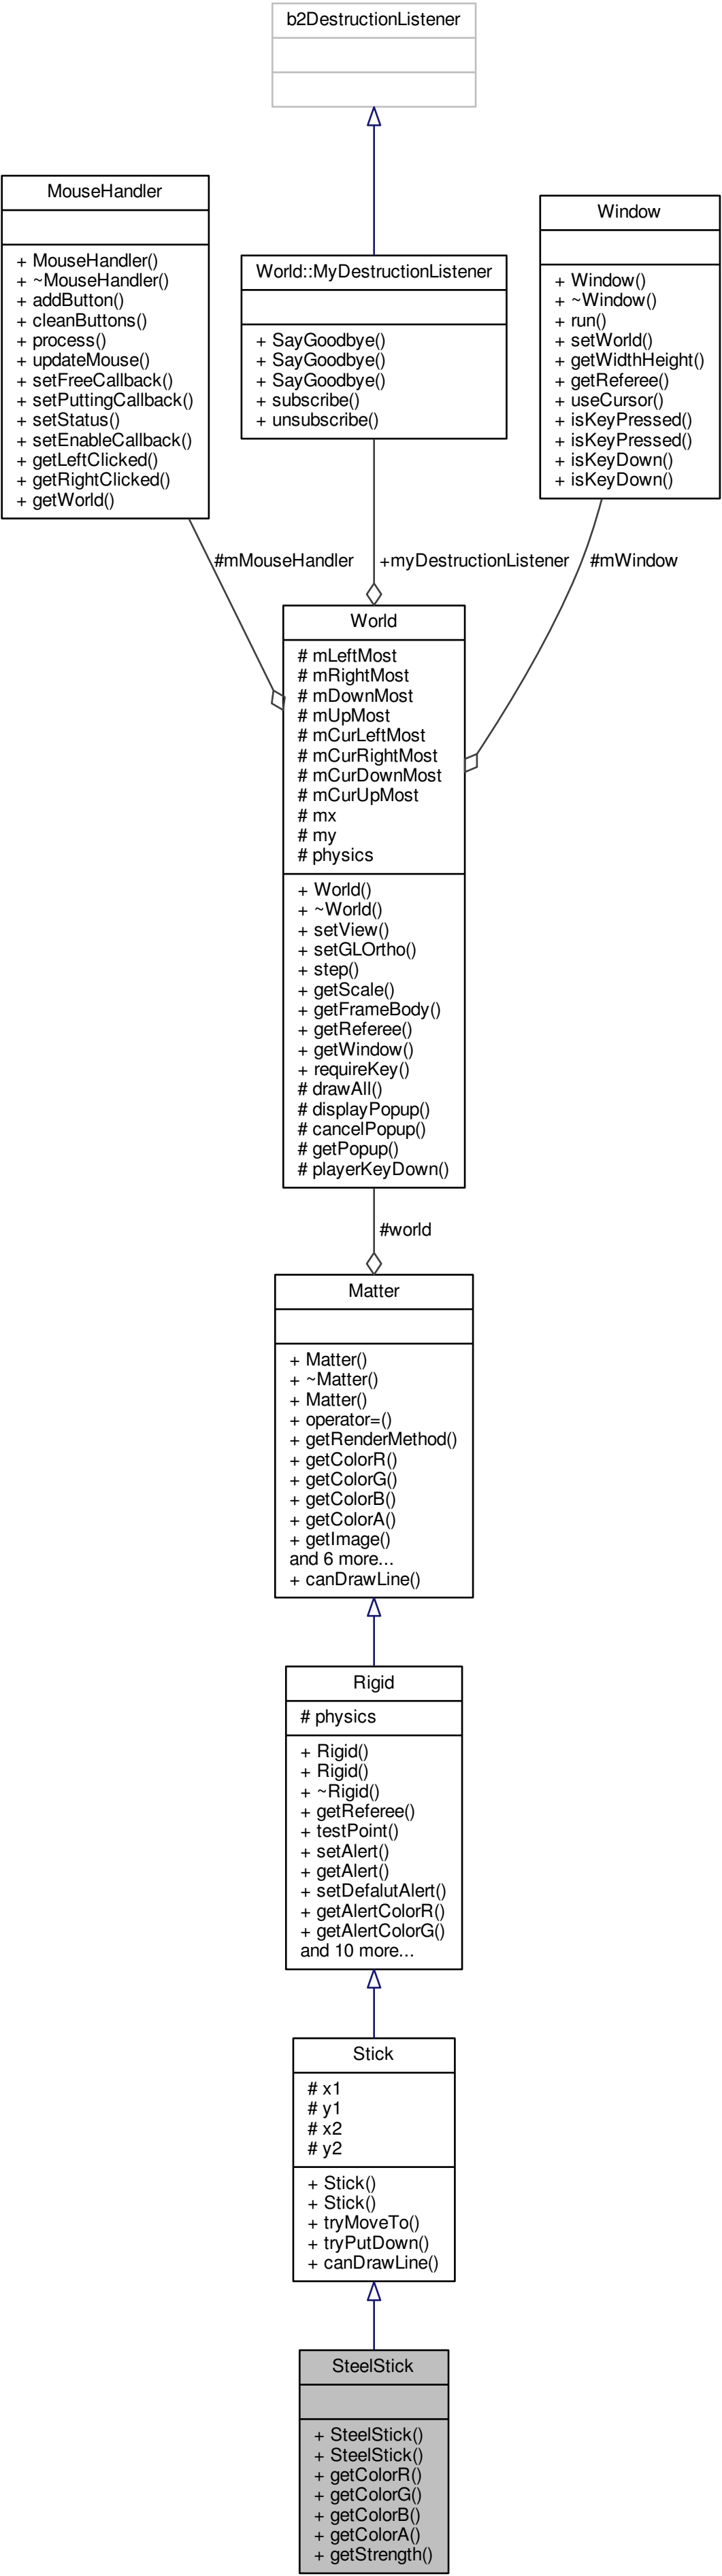 b2DestructionListener
MouseHandler
+ MouseHandler()
+ ~MouseHandler()
+ addButton()
+ cleanButtons()
+ process()
+ updateMouse()
+ setFreeCallback()
+ setPuttingCallback()
+ setStatus()
+ setEnableCallback()
+ getLeftClicked()
+ getRightClicked()
+ getWorld()
World::MyDestructionListener
+ SayGoodbye()
+ SayGoodbye()
+ SayGoodbye()
+ subscribe()
+ unsubscribe()
Window
+ Window()
+ ~Window()
+ run()
+ setWorld()
+ getWidthHeight()
+ getReferee()
+ useCursor()
+ isKeyPressed()
+ isKeyPressed()
+ isKeyDown()
+ isKeyDown()
#mMouseHandler
+myDestructionListener
#mWindow
World
# mLeftMost
# mRightMost
# mDownMost
# mUpMost
# mCurLeftMost
# mCurRightMost
# mCurDownMost
# mCurUpMost
# mx
# my
# physics
+ World()
+ ~World()
+ setView()
+ setGLOrtho()
+ step()
+ getScale()
+ getFrameBody()
+ getReferee()
+ getWindow()
+ requireKey()
# drawAll()
# displayPopup()
# cancelPopup()
# getPopup()
# playerKeyDown()
#world
Matter
+ Matter()
+ ~Matter()
+ Matter()
+ operator=()
+ getRenderMethod()
+ getColorR()
+ getColorG()
+ getColorB()
+ getColorA()
+ getImage()
and 6 more...
+ canDrawLine()
Rigid
# physics
+ Rigid()
+ Rigid()
+ ~Rigid()
+ getReferee()
+ testPoint()
+ setAlert()
+ getAlert()
+ setDefalutAlert()
+ getAlertColorR()
+ getAlertColorG()
and 10 more...
Stick
# x1
# y1
# x2
# y2
+ Stick()
+ Stick()
+ tryMoveTo()
+ tryPutDown()
+ canDrawLine()
SteelStick
+ SteelStick()
+ SteelStick()
+ getColorR()
+ getColorG()
+ getColorB()
+ getColorA()
+ getStrength()